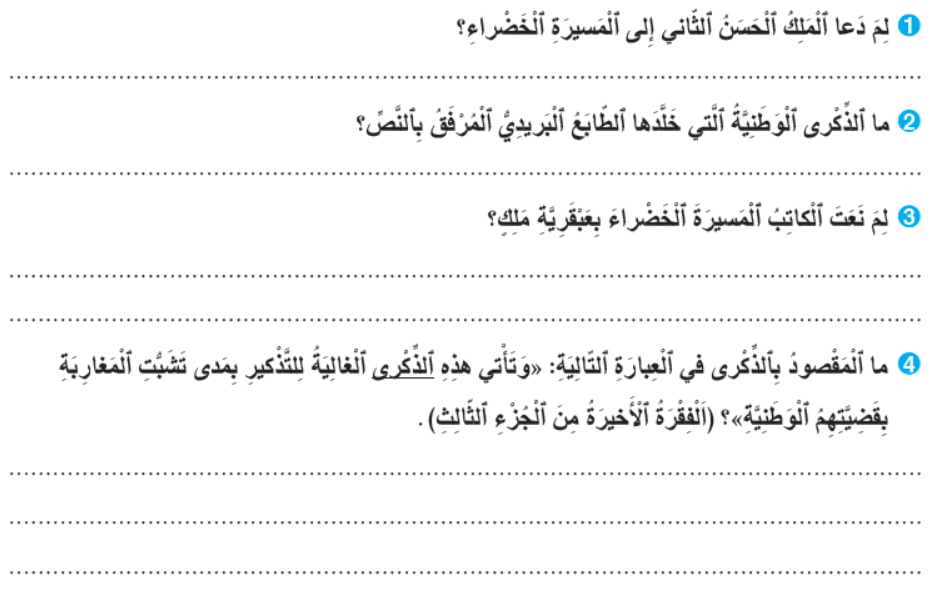 1 لِمَ دَعا ٱلْمَلِكُ ٱلْحَسَنُ ٱلثّاني إِلى ٱلْمَسيرَةِ ٱلْخَضْراءِ؟
2 ما ٱلذِّكْرى ٱلْوَطَنِيَّةُ ٱلَّتي خَلَّدَها ٱلطّابَعُ ٱلْبَريدِيُّ ٱلْمُرْفَقُ بِٱلنَّصِّ؟
3 لِمَ نَعَتَ ٱلْكاتِبُ ٱلْمَسيرَةَ ٱلْخَضْراءَ بِعَبْقَرِيَّةِ مَلِكٍ؟
4 ما ٱلْمَقْصودُ بِٱلذِّكْرى في ٱلْعِبارَةِ ٱلتّالِيَةِ: «وَتَأْتي هذِهِ ٱلذِّكْرى ٱلْغالِيَةُ لِلتَّذْكيرِ بِمَدى تَشَبُّتِ ٱلْمَغارِبَةِ
بِقَضِيَّتِهِمُ ٱلْوَطَنِيَّةِ»؟ (اَلْفِقْرَةُ ٱلْأَخيرَةُ مِنَ ٱلْجُزْءِ ٱلثّالِثِ).